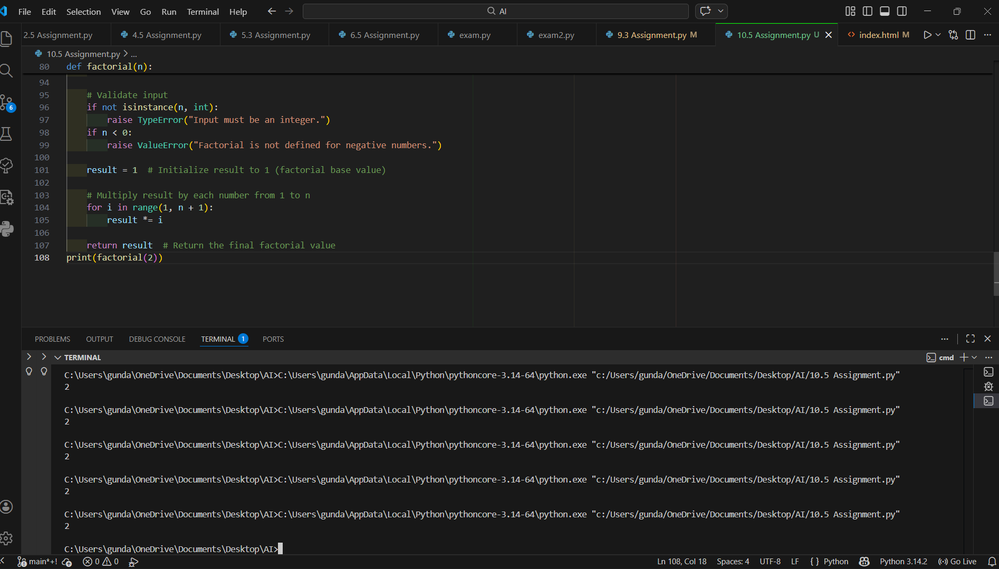 File Edit Selection View Go Run Terminal Help AI
2.5 Assignment.py 4.5 Assignment.py 5.3 Assignment.py 6.5 Assignment.py exam.py exam2.py 9.3 Assignment.py M 10.5 Assignment.py U index.html M
10.5 Assignment.py > ...
80 def factorial(n):
94
95 # Validate input
96 if not isinstance(n, int):
97 raise TypeError("Input must be an integer.")
98 if n < 0:
99 raise ValueError("Factorial is not defined for negative numbers.")
100
101 result = 1  # Initialize result to 1 (factorial base value)
102
103 # Multiply result by each number from 1 to n
104 for i in range(1, n + 1):
105 result *= i
106
107 return result  # Return the final factorial value
108 print(factorial(2))
PROBLEMS OUTPUT DEBUG CONSOLE TERMINAL 1 PORTS
TERMINAL cmd
6
C:\Users\gunda\OneDrive\Documents\Desktop\AI>C:\Users\gunda\AppData\Local\Python\pythoncore-3.14-64\python.exe "c:/Users/gunda/OneDrive/Documents/Desktop/AI/10.5 Assignment.py"
2
C:\Users\gunda\OneDrive\Documents\Desktop\AI>C:\Users\gunda\AppData\Local\Python\pythoncore-3.14-64\python.exe "c:/Users/gunda/OneDrive/Documents/Desktop/AI/10.5 Assignment.py"
2
C:\Users\gunda\OneDrive\Documents\Desktop\AI>C:\Users\gunda\AppData\Local\Python\pythoncore-3.14-64\python.exe "c:/Users/gunda/OneDrive/Documents/Desktop/AI/10.5 Assignment.py"
2
C:\Users\gunda\OneDrive\Documents\Desktop\AI>C:\Users\gunda\AppData\Local\Python\pythoncore-3.14-64\python.exe "c:/Users/gunda/OneDrive/Documents/Desktop/AI/10.5 Assignment.py"
2
C:\Users\gunda\OneDrive\Documents\Desktop\AI>C:\Users\gunda\AppData\Local\Python\pythoncore-3.14-64\python.exe "c:/Users/gunda/OneDrive/Documents/Desktop/AI/10.5 Assignment.py"
2
C:\Users\gunda\OneDrive\Documents\Desktop\AI>
main*+! 0 0 Ln 108, Col 18 Spaces: 4 UTF-8 LF { } Python Python 3.14.2 Go Live